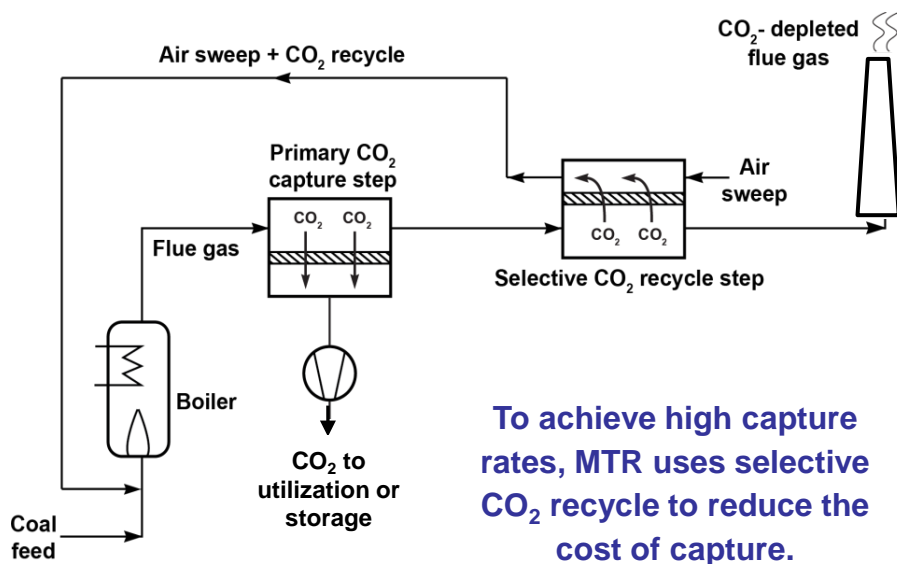 CO₂- depleted
flue gas
Air sweep + CO₂ recycle
Primary CO₂
capture step
Air
sweep
CO₂ CO₂
CO₂ CO₂
Flue gas
Selective CO₂ recycle step
Boiler
CO₂ to
utilization or
storage
Coal
feed
To achieve high capture
rates, MTR uses selective
CO₂ recycle to reduce the
cost of capture.